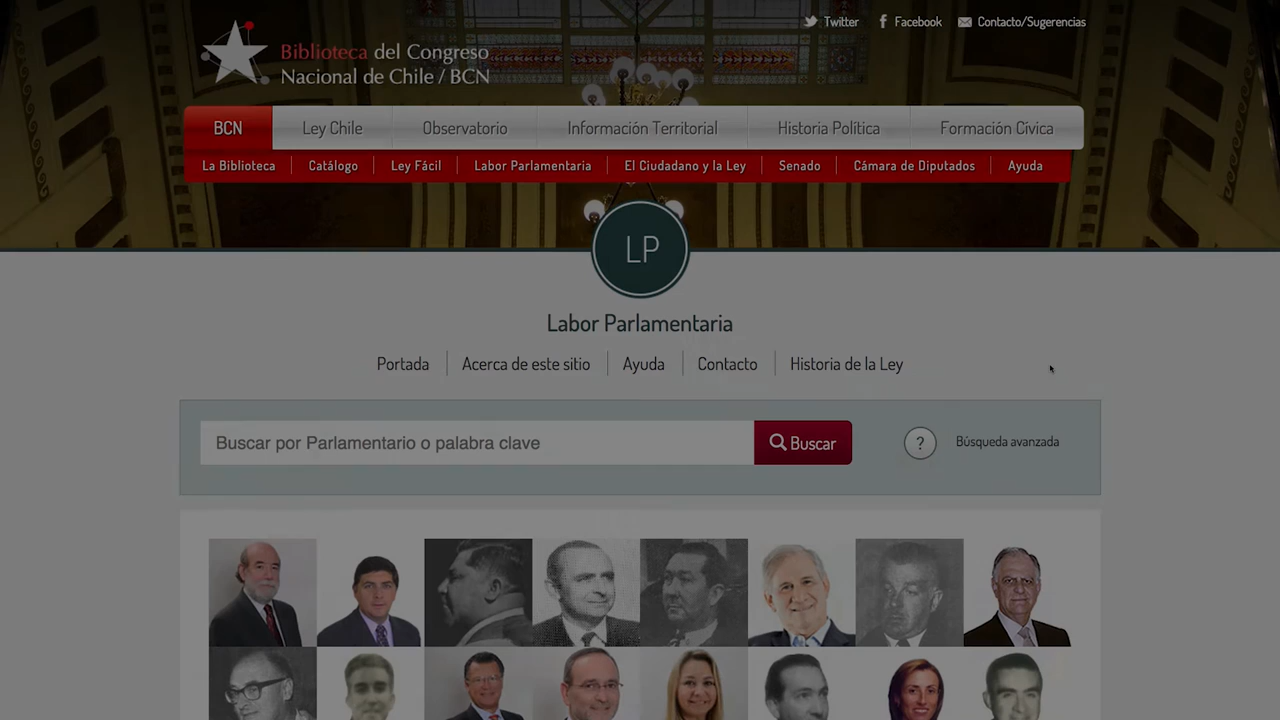 Twitter
Facebook
Contacto/Sugerencias
Biblioteca del Congreso
Nacional de Chile / BCN
BCN
Ley Chile
Observatorio
Información Territorial
Historia Política
Formación Cívica
La Biblioteca
Catálogo
Ley Fácil
Labor Parlamentaria
El Ciudadano y la Ley
Senado
Cámara de Diputados
Ayuda
LP
Labor Parlamentaria
Portada
Acerca de este sitio
Ayuda
Contacto
Historia de la Ley
Buscar por Parlamentario o palabra clave
Buscar
?
Búsqueda avanzada